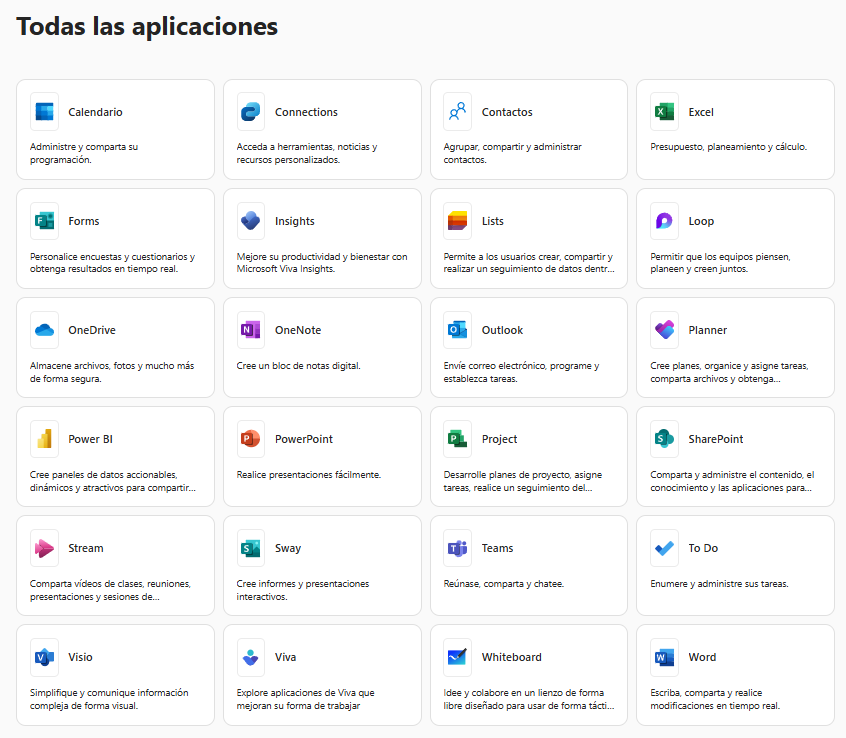 Todas las aplicaciones
Calendario
Administre y comparta su
programación.
Connections
Acceda a herramientas, noticias y
recursos personalizados.
Contactos
Agrupar, compartir y administrar
contactos.
Excel
Presupuesto, planeamiento y cálculo.
Forms
Personalice encuestas y cuestionarios y
obtenga resultados en tiempo real.
Insights
Mejore su productividad y bienestar con
Microsoft Viva Insights.
Lists
Permite a los usuarios crear, compartir y
realizar un seguimiento de datos dentr...
Loop
Permitir que los equipos piensen,
planeen y creen juntos.
OneDrive
Almacene archivos, fotos y mucho más
de forma segura.
OneNote
Cree un bloc de notas digital.
Outlook
Envíe correo electrónico, programe y
establezca tareas.
Planner
Cree planes, organice y asigne tareas,
comparta archivos y obtenga...
Power BI
Cree paneles de datos accionables,
dinámicos y atractivos para compartir...
PowerPoint
Realice presentaciones fácilmente.
Project
Desarrolle planes de proyecto, asigne
tareas, realice un seguimiento del...
SharePoint
Comparta y administre el contenido, el
conocimiento y las aplicaciones para...
Stream
Comparta vídeos de clases, reuniones,
presentaciones y sesiones de...
Sway
Cree informes y presentaciones
interactivos.
Teams
Reúnase, comparta y chatee.
To Do
Enumere y administre sus tareas.
Visio
Simplifique y comunique información
compleja de forma visual.
Viva
Explore aplicaciones de Viva que
mejoran su forma de trabajar
Whiteboard
Idee y colabore en un lienzo de forma
libre diseñado para usar de forma tácti...
Word
Escriba, comparta y realice
modificaciones en tiempo real.